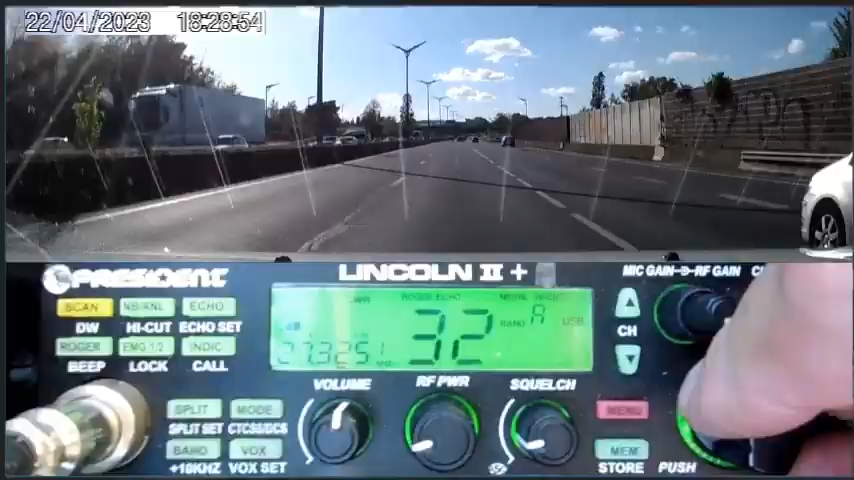 22/04/2023 18:28:54
PRESIDENT LINCOLN II + MIC GAIN RF GAIN
SCAN NB/ANL ECHO
DW HI-CUT ECHO SET
ROGER EMG 1/2 INDIC
BEEP LOCK CALL
ROGER ECHO
32
BAND A USB
27.3251
CH
VOLUME RF PWR SQUELCH
SPLIT MODE MENU
SPLIT SET CTCSS/DCS
BAND VOX MEM
+10KHZ VOX SET STORE PUSH